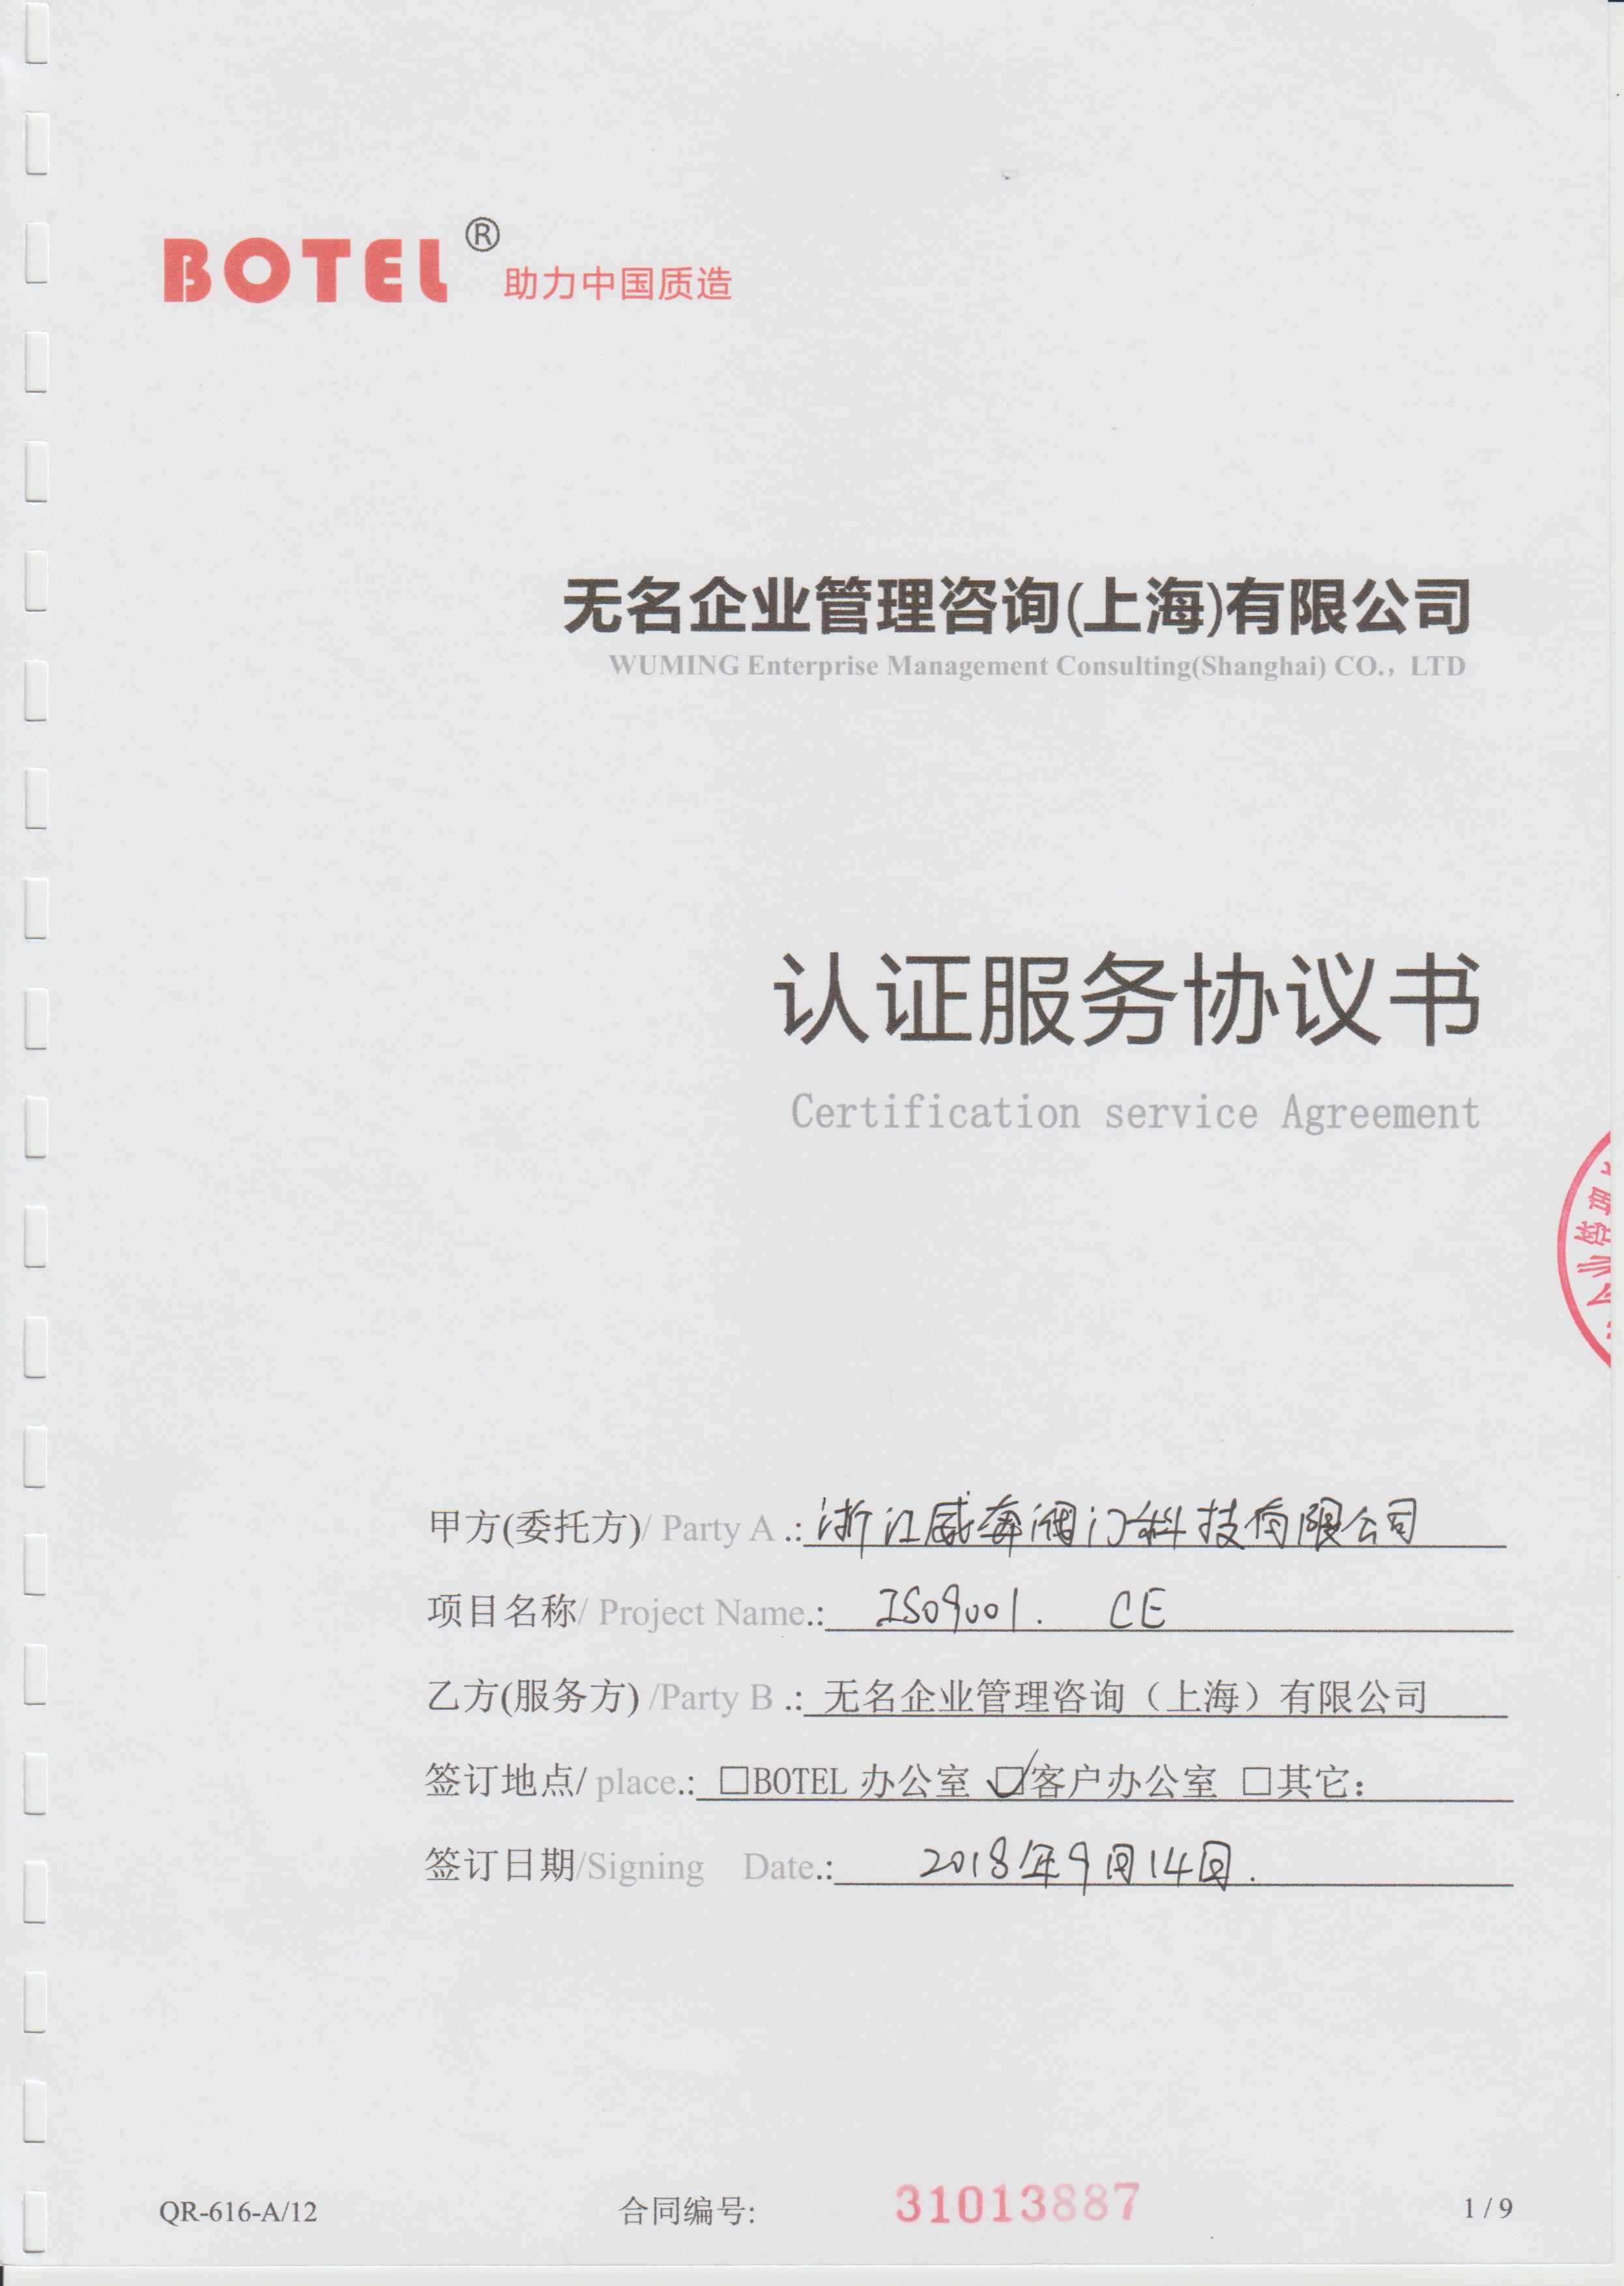 BOTEL® 助力中国质造
无名企业管理咨询(上海)有限公司
WUMING Enterprise Management Consulting(Shanghai) CO., LTD
认证服务协议书
Certification service Agreement
企业管理
甲方(委托方)/ Party A .: 浙江威奔阀门科技有限公司
项目名称/ Project Name.: ISO9001. CE
乙方(服务方) /Party B .: 无名企业管理咨询（上海）有限公司
签订地点/ place.: □BOTEL 办公室 ☑客户办公室 □其它:
签订日期/Signing Date.: 2018年9月14日.
QR-616-A/12 合同编号: 31013887 1 / 9